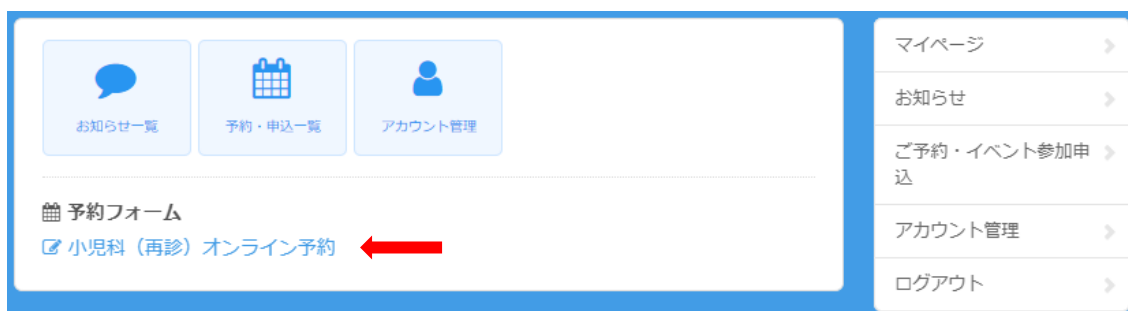 お知らせ一覧
予約・申込一覧
アカウント管理
予約フォーム
小児科（再診）オンライン予約
マイページ
お知らせ
ご予約・イベント参加申
込
アカウント管理
ログアウト